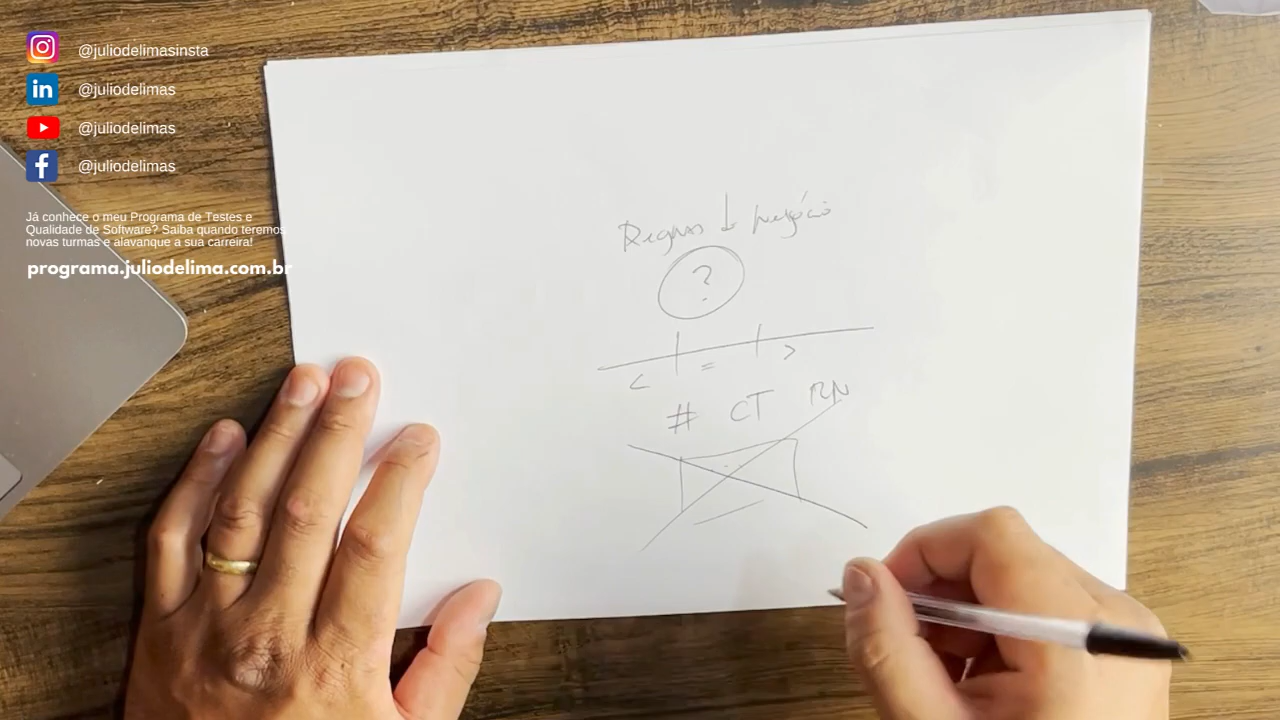 @juliodelimasinsta
in @juliodelimas
@juliodelimas
f @juliodelimas
Já conhece o meu Programa de Testes e
Qualidade de Software? Saiba quando teremos
novas turmas e alavanque a sua carreira!
programa.juliodelima.com.br
Regras de negócio
?
< = >
# CT RN